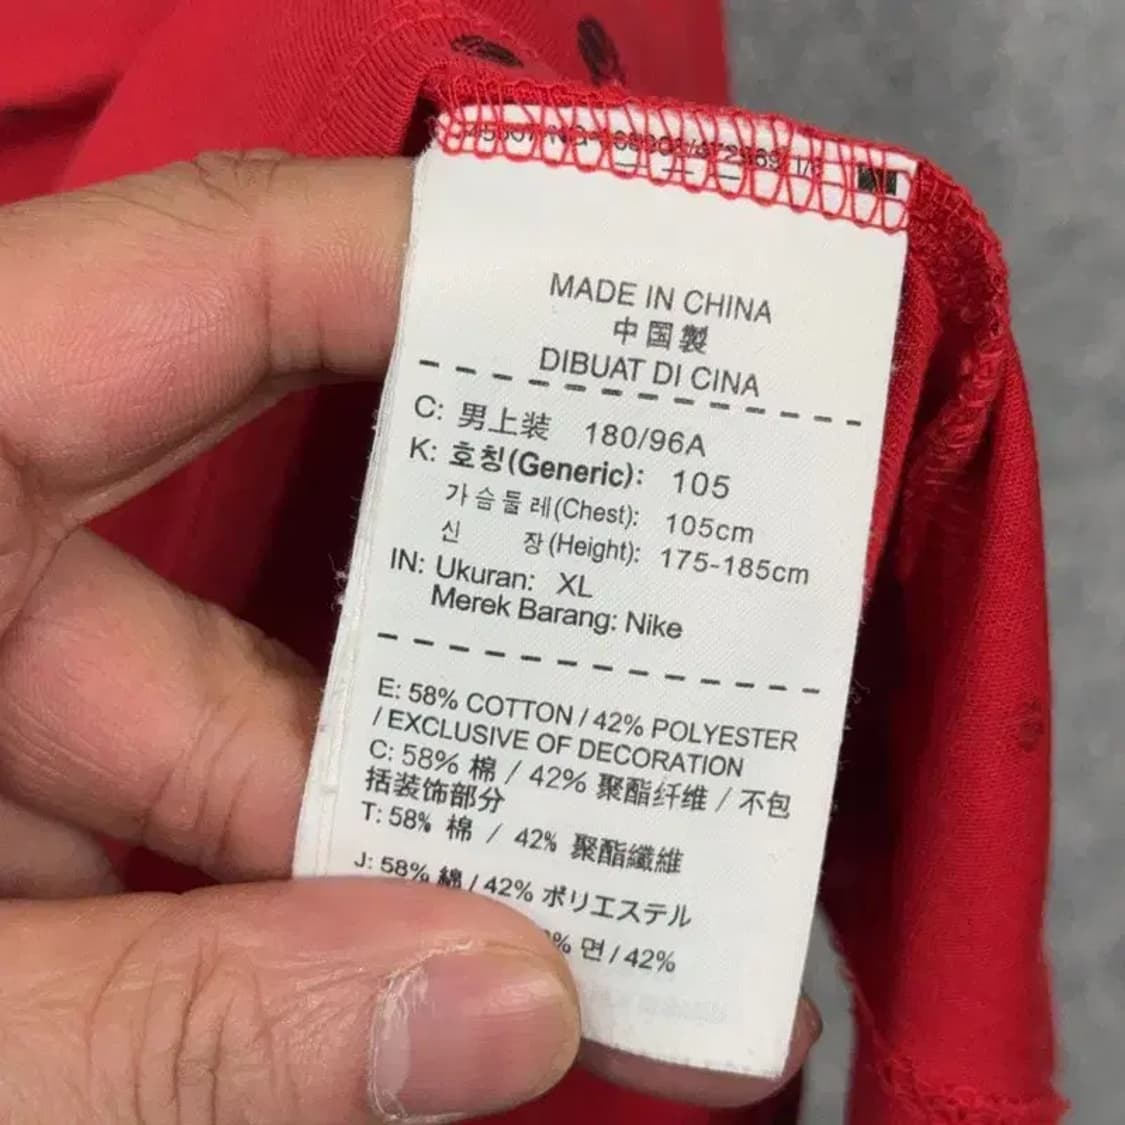 MADE IN CHINA
中国製
DIBUAT DI CINA
C: 男上装 180/96A
K: 호칭(Generic): 105
가슴둘레(Chest): 105cm
신 장(Height): 175-185cm
IN: Ukuran: XL
Merek Barang: Nike
E: 58% COTTON / 42% POLYESTER
/ EXCLUSIVE OF DECORATION
C: 58% 棉 / 42% 聚酯纤维 / 不包
括装饰部分
T: 58% 棉 / 42% 聚酯纖維
J: 58% 綿 / 42% ポリエステル
% 면 / 42%